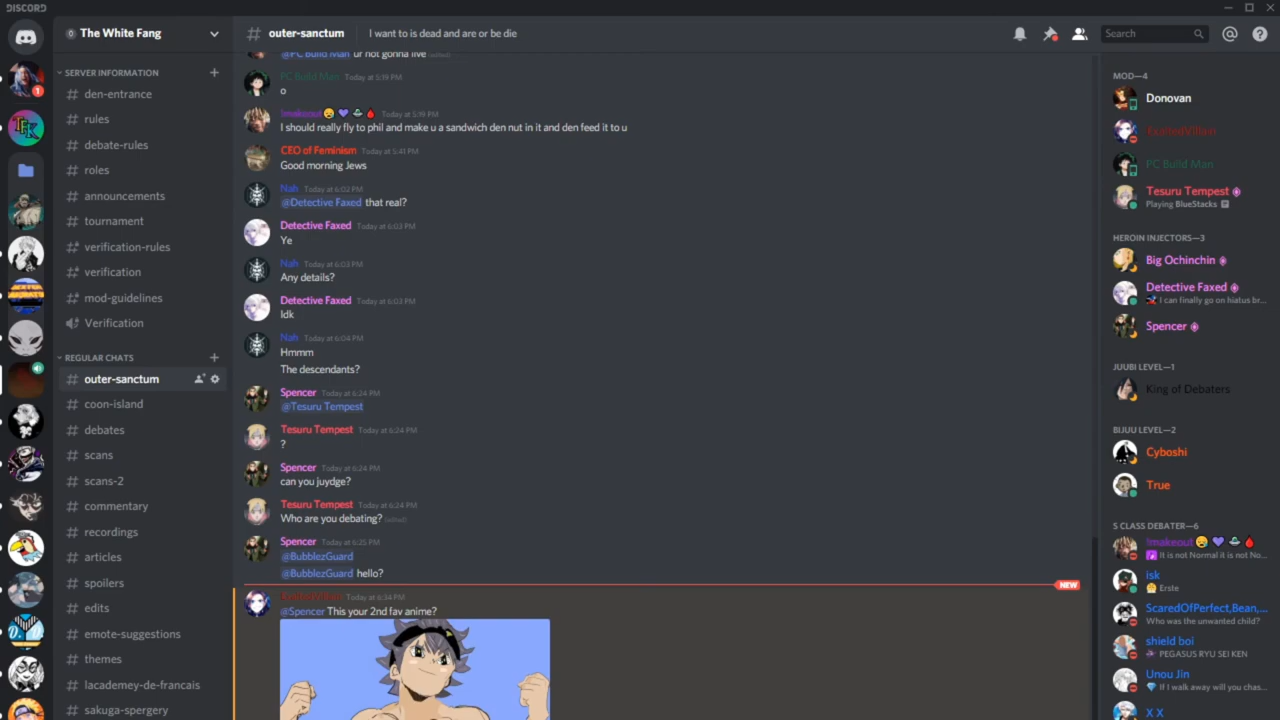 DISCORD
The White Fang
SERVER INFORMATION
den-entrance
rules
debate-rules
roles
announcements
tournament
verification-rules
verification
mod-guidelines
Verification
REGULAR CHATS
outer-sanctum
coon-island
debates
scans
scans-2
commentary
recordings
articles
spoilers
edits
emote-suggestions
themes
lacademey-de-francais
sakuga-spergery
outer-sanctum
I want to is dead and are or be die
Search
@PC Build Man ur not gonna live (edited)
PC Build Man Today at 5:19 PM
o
!makeout Today at 5:19 PM
I should really fly to phil and make u a sandwich den nut in it and den feed it to u
CEO of Feminism Today at 5:41 PM
Good morning Jews
Nah Today at 6:02 PM
@Detective Faxed that real?
Detective Faxed Today at 6:03 PM
Ye
Nah Today at 6:03 PM
Any details?
Detective Faxed Today at 6:03 PM
Idk
Nah Today at 6:04 PM
Hmmm
The descendants?
Spencer Today at 6:24 PM
@Tesuru Tempest
Tesuru Tempest Today at 6:24 PM
?
Spencer Today at 6:24 PM
can you juydge?
Tesuru Tempest Today at 6:24 PM
Who are you debating? (edited)
Spencer Today at 6:25 PM
@BubblezGuard
@BubblezGuard hello?
NEW
Today at 6:34 PM
@Spencer This your 2nd fav anime?
MOD—4
Donovan
PC Build Man
Tesuru Tempest
Playing BlueStacks
HEROIN INJECTORS—3
Big Ochinchin
Detective Faxed
I can finally go on hiatus br...
Spencer
JUUBI LEVEL—1
King of Debaters
BIJUU LEVEL—2
Cyboshi
True
S CLASS DEBATER—6
!makeout
It is not Normal it is not No...
isk
Erste
ScaredOfPerfect,Bean,...
Who was the unwanted child?
shield boi
PEGASUS RYU SEI KEN
Unou Jin
If I walk away will you chas...
X X